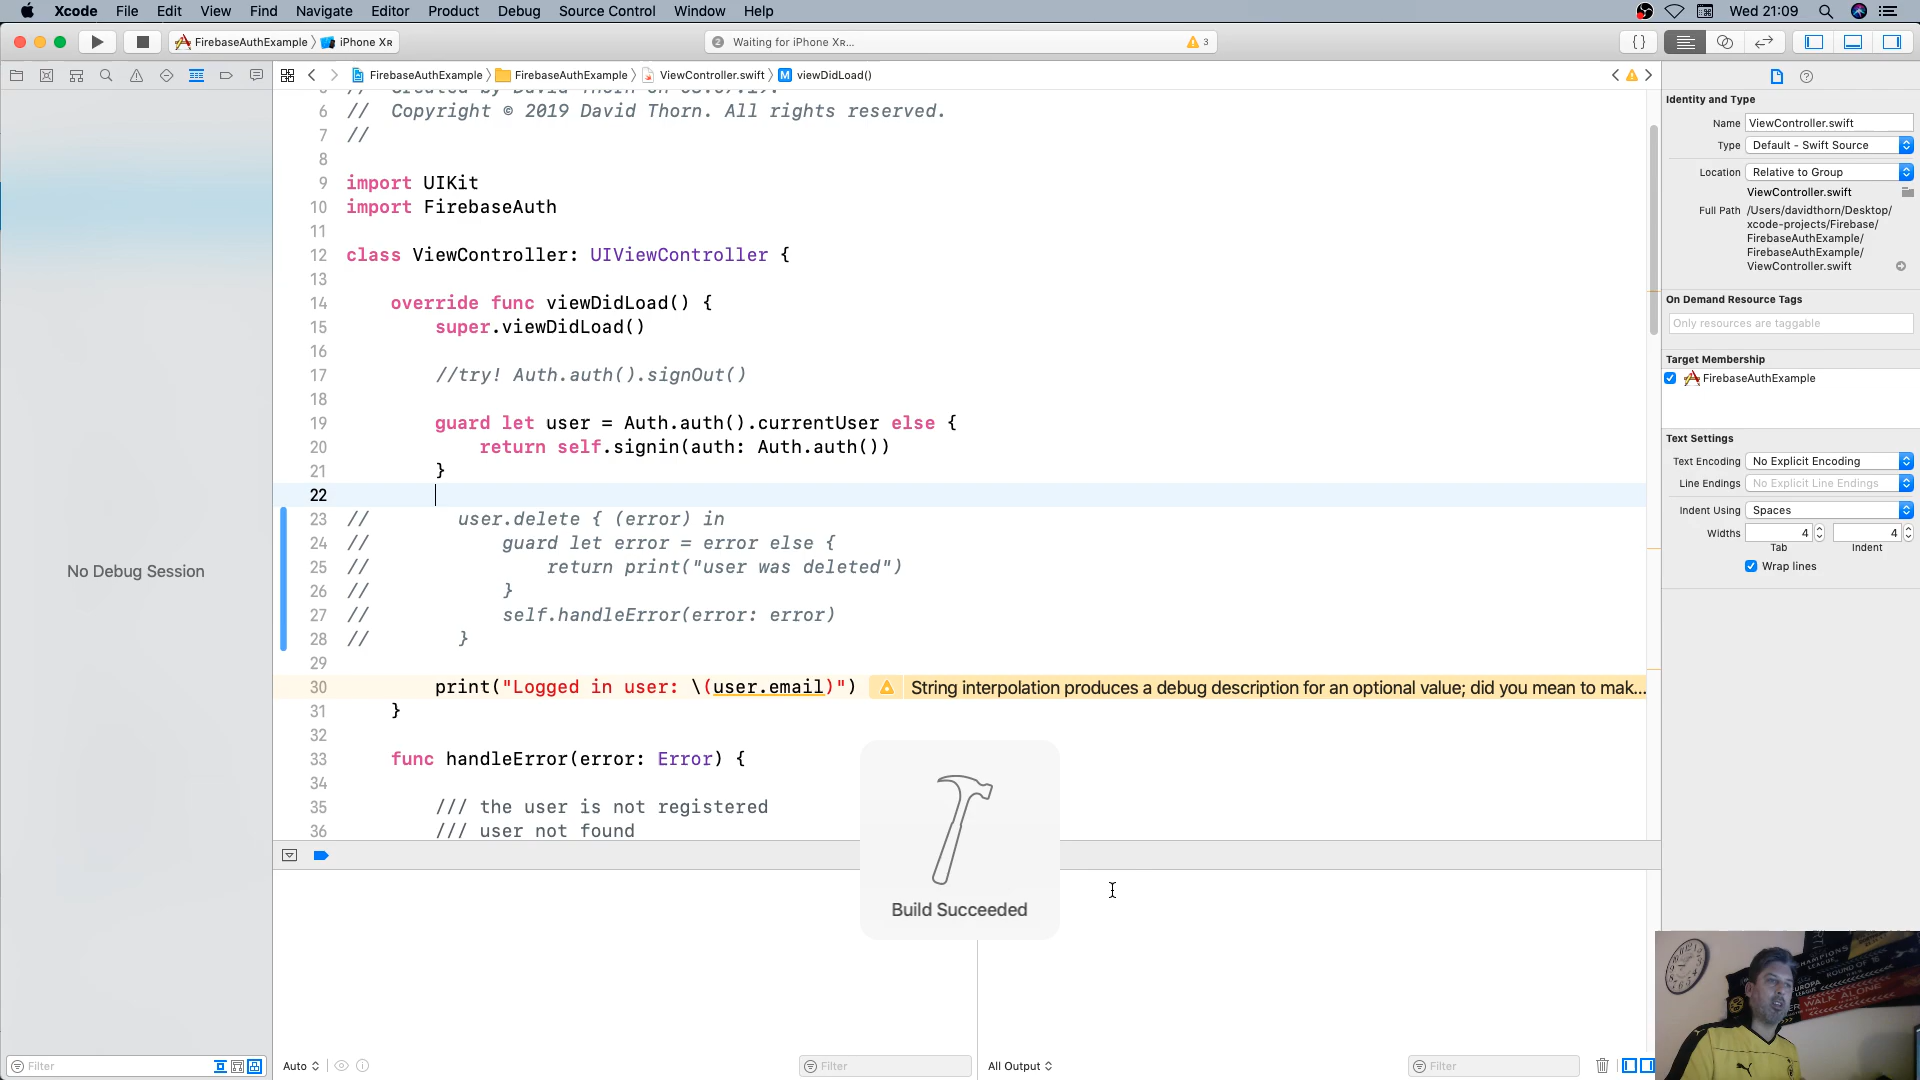 Xcode File Edit View Find Navigate Editor Product Debug Source Control Window Help Wed 21:09
FirebaseAuthExample iPhone XR Waiting for iPhone XR... 3
FirebaseAuthExample FirebaseAuthExample ViewController.swift M viewDidLoad()
6 // Copyright © 2019 David Thorn. All rights reserved.
7 //
8
9 import UIKit
10 import FirebaseAuth
11
12 class ViewController: UIViewController {
13
14 override func viewDidLoad() {
15 super.viewDidLoad()
16
17 //try! Auth.auth().signOut()
18
19 guard let user = Auth.auth().currentUser else {
20 return self.signin(auth: Auth.auth())
21 }
22
23 // user.delete { (error) in
24 // guard let error = error else {
25 // return print("user was deleted")
26 // }
27 // self.handleError(error: error)
28 // }
29
30 print("Logged in user: \(user.email)") String interpolation produces a debug description for an optional value; did you mean to mak...
31 }
32
33 func handleError(error: Error) {
34
35 /// the user is not registered
36 /// user not found
No Debug Session
Build Succeeded
Filter
Auto
Filter
All Output
Filter
Identity and Type
Name ViewController.swift
Type Default - Swift Source
Location Relative to Group
ViewController.swift
Full Path /Users/davidthorn/Desktop/
xcode-projects/Firebase/
FirebaseAuthExample/
FirebaseAuthExample/
ViewController.swift
On Demand Resource Tags
Only resources are taggable
Target Membership
FirebaseAuthExample
Text Settings
Text Encoding No Explicit Encoding
Line Endings No Explicit Line Endings
Indent Using Spaces
Widths 4 4
Tab Indent
Wrap lines
WALK ALONE